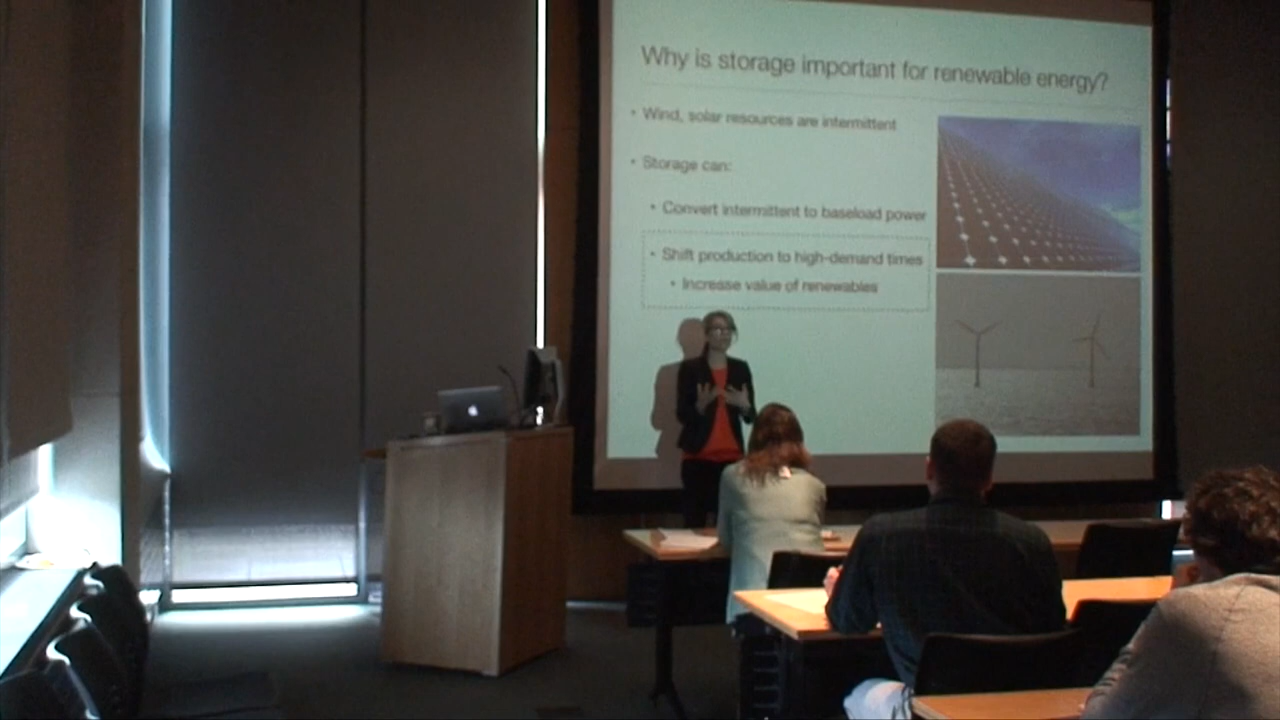 Why is storage important for renewable energy?
• Wind, solar resources are intermittent
• Storage can:
• Convert intermittent to baseload power
• Shift production to high-demand times
• Increase value of renewables